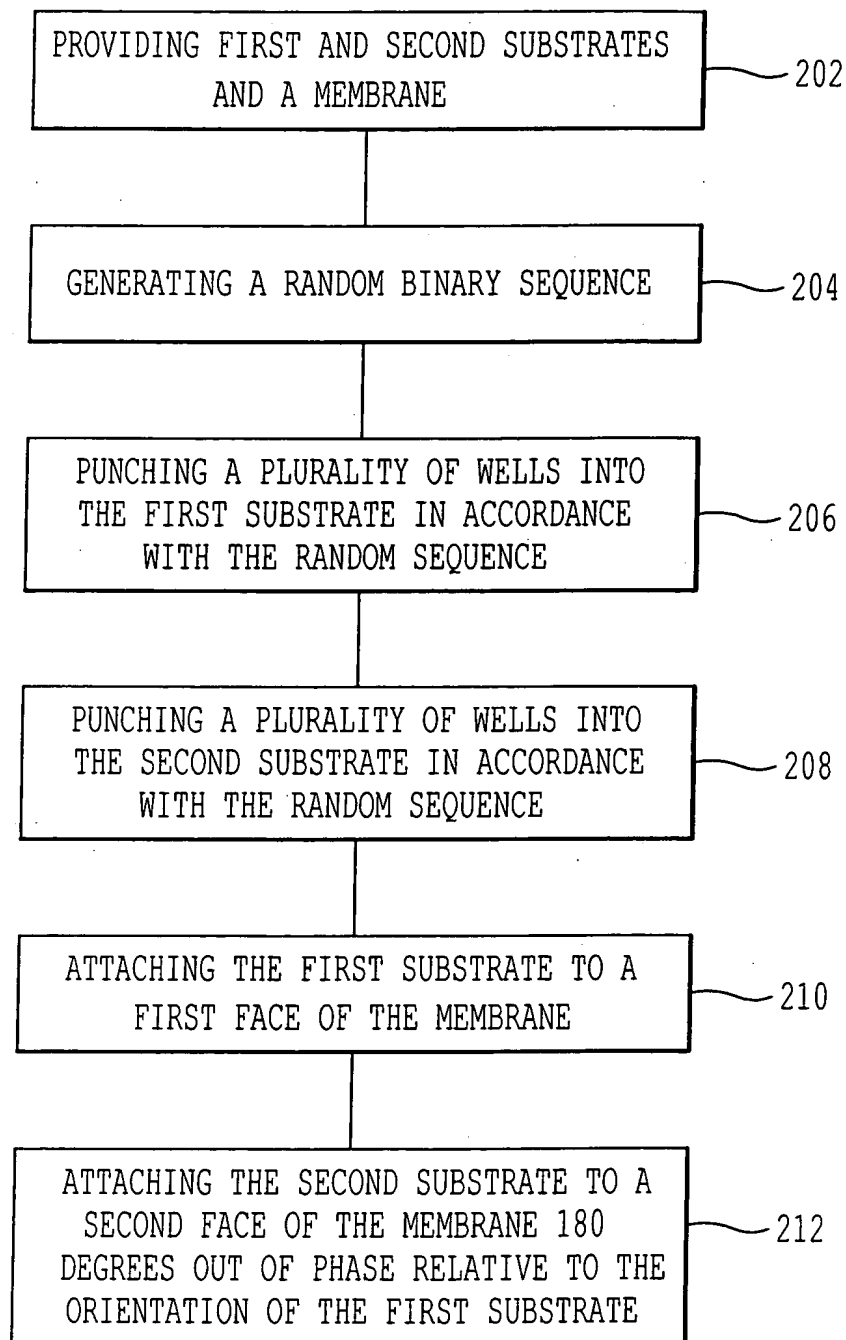 PROVIDING FIRST AND SECOND SUBSTRATES
AND A MEMBRANE
202
GENERATING A RANDOM BINARY SEQUENCE
204
PUNCHING A PLURALITY OF WELLS INTO
THE FIRST SUBSTRATE IN ACCORDANCE
WITH THE RANDOM SEQUENCE
206
PUNCHING A PLURALITY OF WELLS INTO
THE SECOND SUBSTRATE IN ACCORDANCE
WITH THE RANDOM SEQUENCE
208
ATTACHING THE FIRST SUBSTRATE TO A
FIRST FACE OF THE MEMBRANE
210
ATTACHING THE SECOND SUBSTRATE TO A
SECOND FACE OF THE MEMBRANE 180
DEGREES OUT OF PHASE RELATIVE TO THE
ORIENTATION OF THE FIRST SUBSTRATE
212